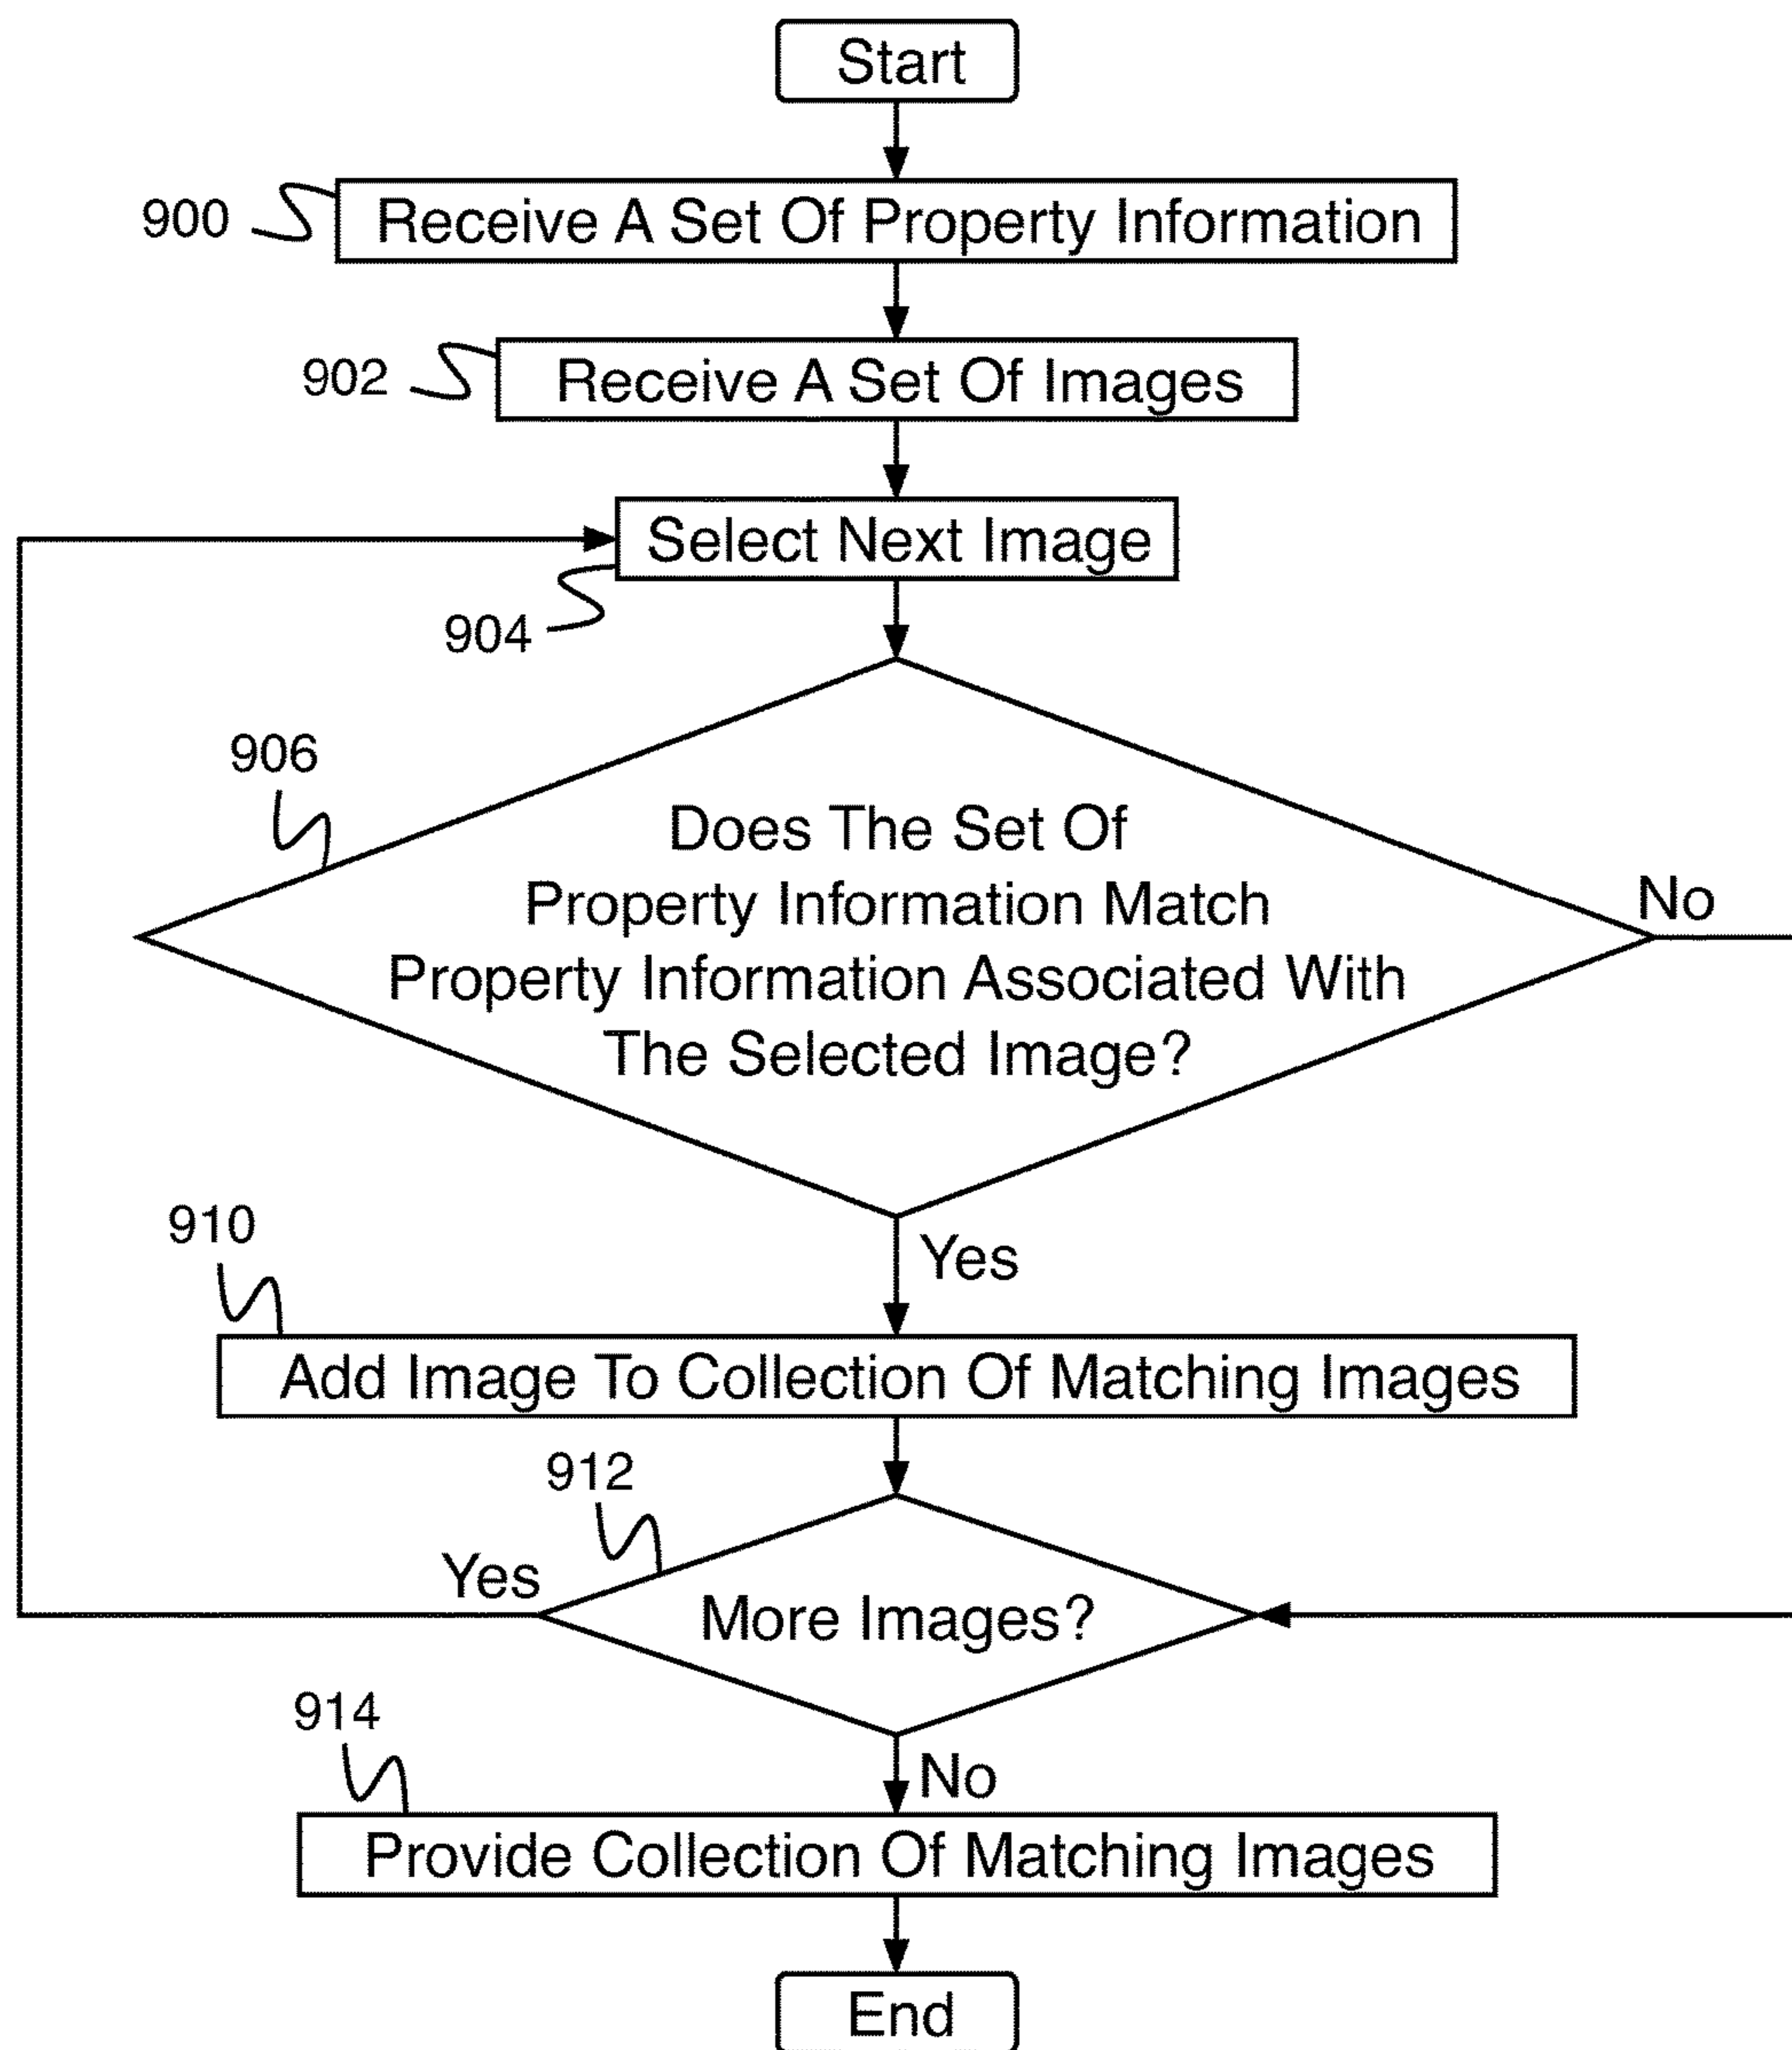 Start
900
Receive A Set Of Property Information
902
Receive A Set Of Images
Select Next Image
904
906
Does The Set Of
Property Information Match
Property Information Associated With
The Selected Image?
No
Yes
910
Add Image To Collection Of Matching Images
912
Yes
More Images?
No
914
Provide Collection Of Matching Images
End